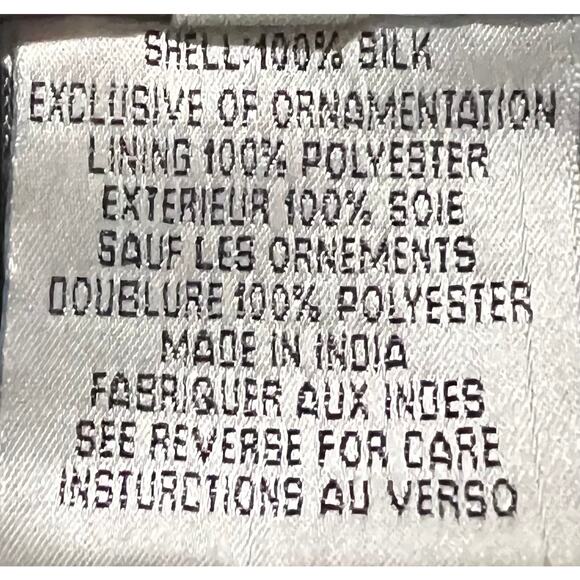 SHELL:100% SILK
EXCLUSIVE OF ORNAMENTATION
LINING 100% POLYESTER
EXTERIEUR 100% SOIE
SAUF LES ORNEMENTS
DOUBLURE 100% POLYESTER
MADE IN INDIA
FABRIQUER AUX INDES
SEE REVERSE FOR CARE
INSTURCTIONS AU VERSO